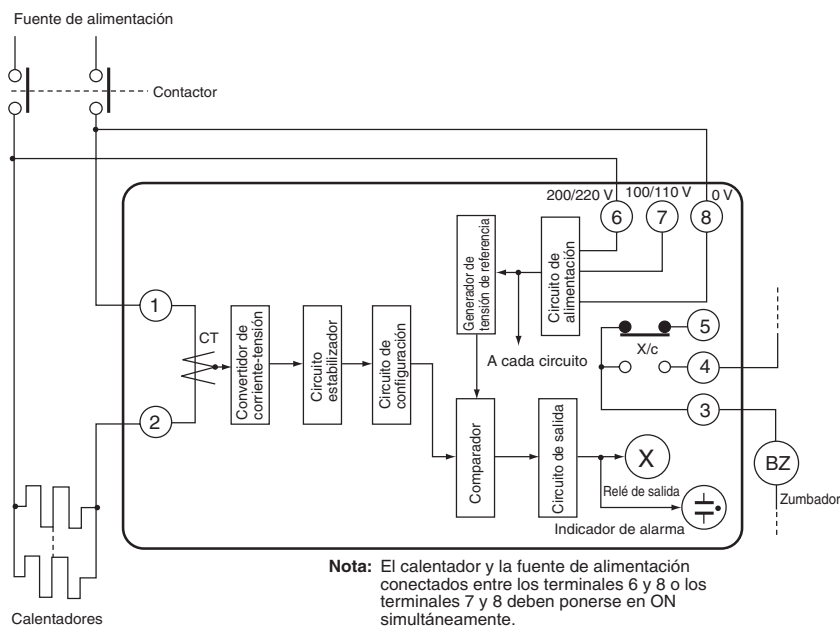 Fuente de alimentación
Contactor
200/220 V
100/110 V
0 V
6
7
8
Generador de
tensión de referencia
Circuito de
alimentación
1
CT
Convertidor de
corriente-tensión
Circuito
estabilizador
Circuito de
configuración
A cada circuito
5
X/c
4
3
2
Comparador
Circuito de salida
X
Relé de salida
Indicador de alarma
BZ
Zumbador
Calentadores
Nota: El calentador y la fuente de alimentación
conectados entre los terminales 6 y 8 o los
terminales 7 y 8 deben ponerse en ON
simultáneamente.